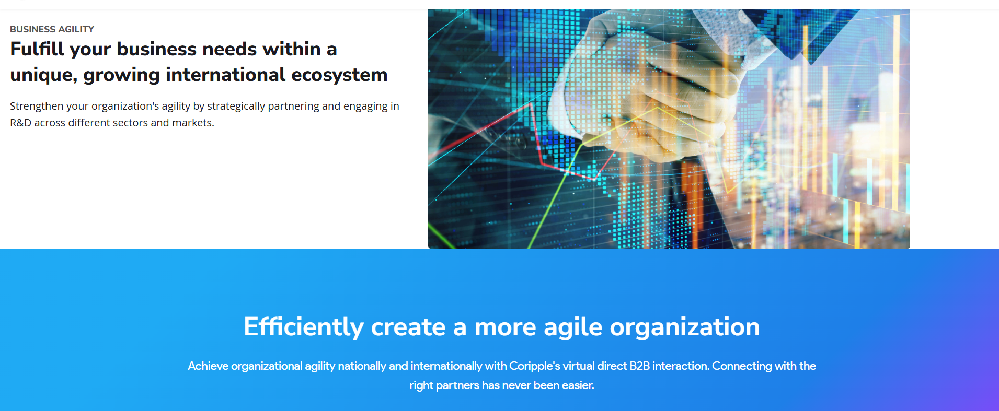 BUSINESS AGILITY
Fulfill your business needs within a
unique, growing international ecosystem
Strengthen your organization's agility by strategically partnering and engaging in
R&D across different sectors and markets.
Efficiently create a more agile organization
Achieve organizational agility nationally and internationally with Coripple's virtual direct B2B interaction. Connecting with the
right partners has never been easier.